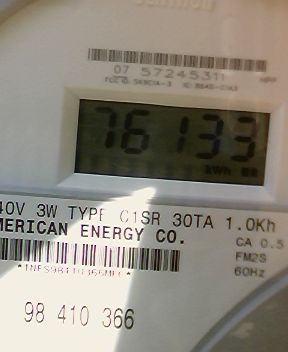 07 57245311
76133
kWh
40V 3W TYPE C1SR 30TA 1.0Kh
MERICAN ENERGY CO.
CA 0.5
FM2S
60Hz
98 410 366